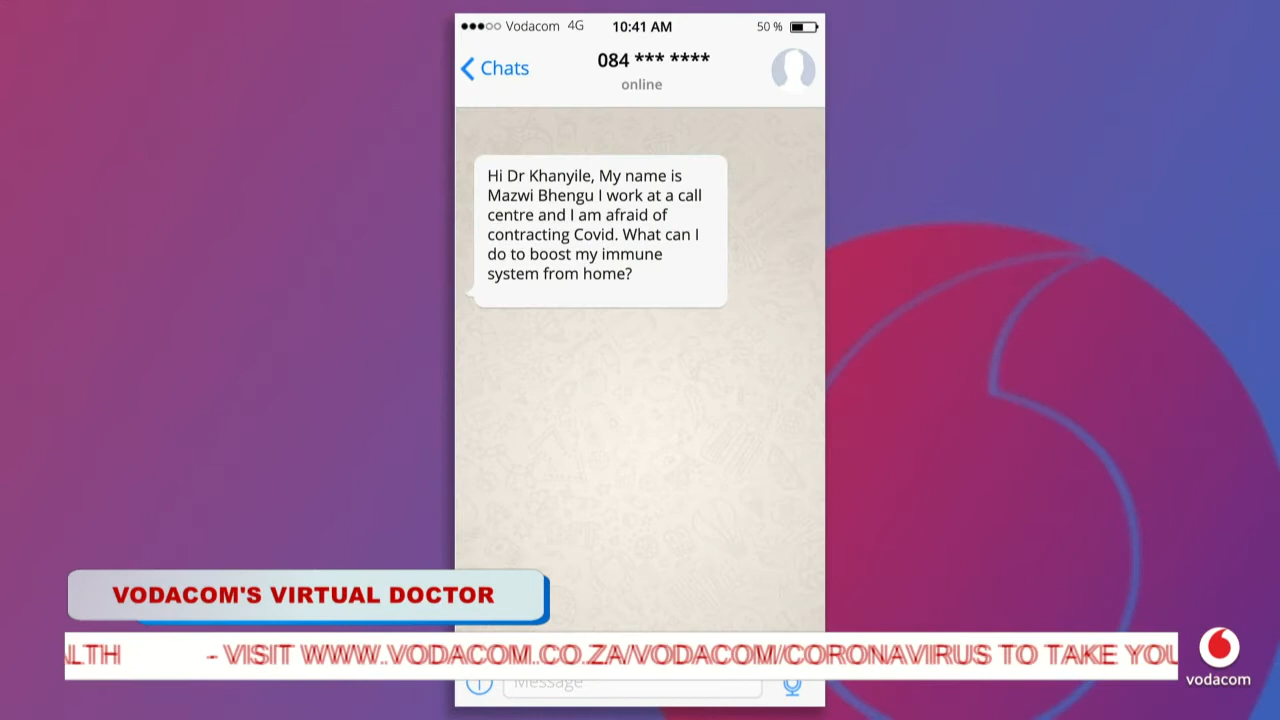 Vodacom 4G 10:41 AM 50 %
Chats
084 *** ****
online
Hi Dr Khanyile, My name is
Mazwi Bhengu I work at a call
centre and I am afraid of
contracting Covid. What can I
do to boost my immune
system from home?
VODACOM'S VIRTUAL DOCTOR
LTH - VISIT WWW.VODACOM.CO.ZA/VODACOM/CORONAVIRUS TO TAKE YOU
Message
vodacom